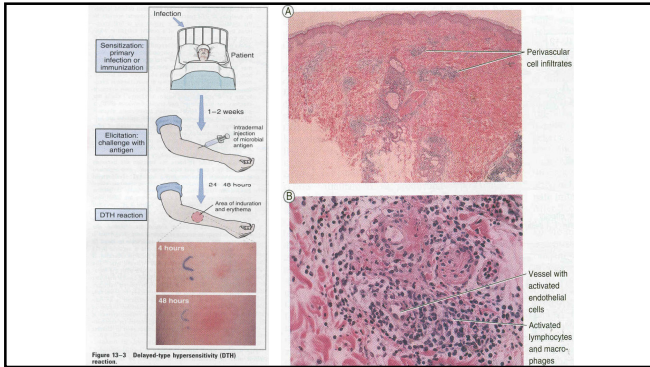 Infection
Sensitization:
primary
infection or
immunization
Patient
1–2 weeks
Elicitation:
challenge with
antigen
Intradermal
injection
of microbial
antigen
24 48 hours
Area of induration
and erythema
DTH reaction
4 hours
48 hours
Figure 13–3 Delayed-type hypersensitivity (DTH)
reaction.
A
Perivascular
cell infiltrates
B
Vessel with
activated
endothelial
cells
Activated
lymphocytes
and macro-
phages